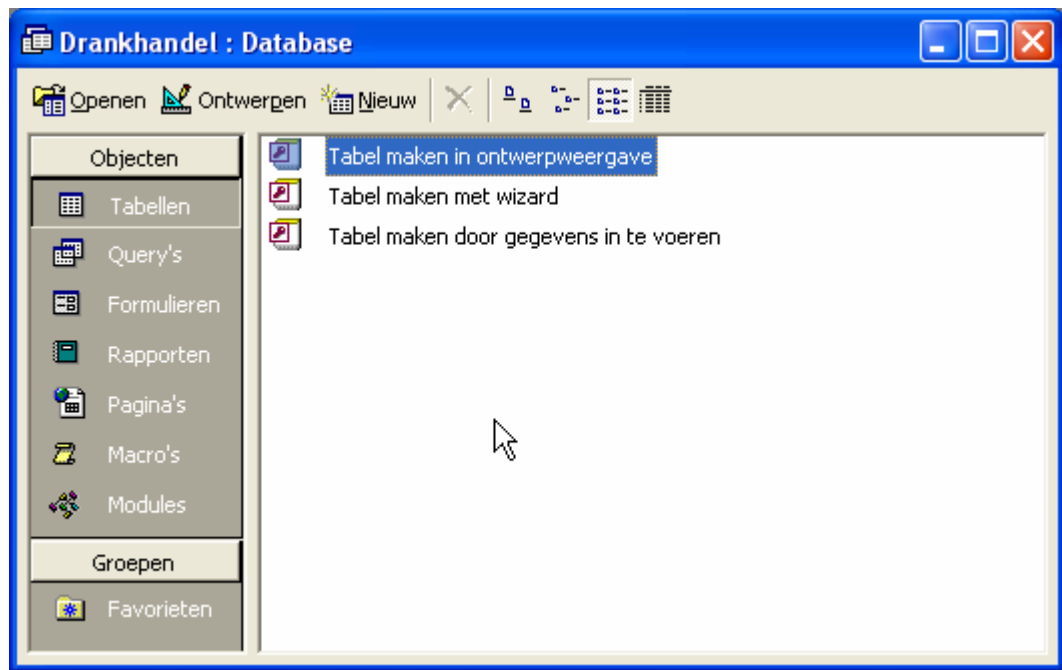 Drankhandel : Database
Openen Ontwerpen Nieuw
Objecten
Tabellen
Query's
Formulieren
Rapporten
Pagina's
Macro's
Modules
Groepen
Favorieten
Tabel maken in ontwerpweergave
Tabel maken met wizard
Tabel maken door gegevens in te voeren